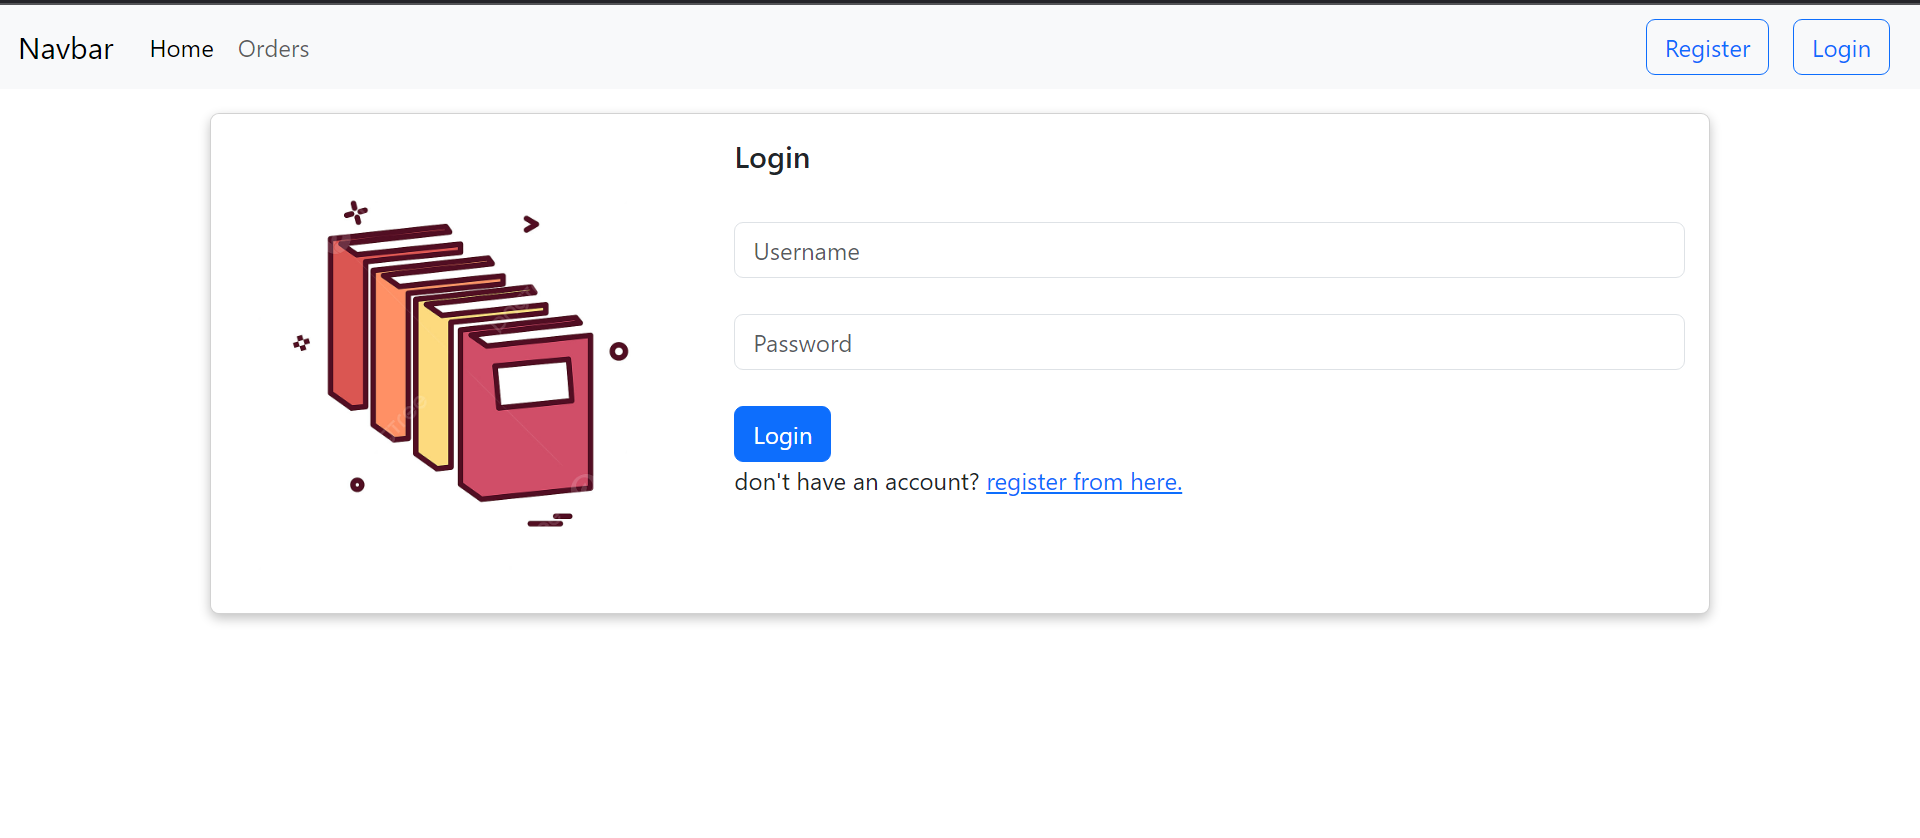 Navbar Home Orders Register Login
Login
Username
Password
Login
don't have an account? register from here.